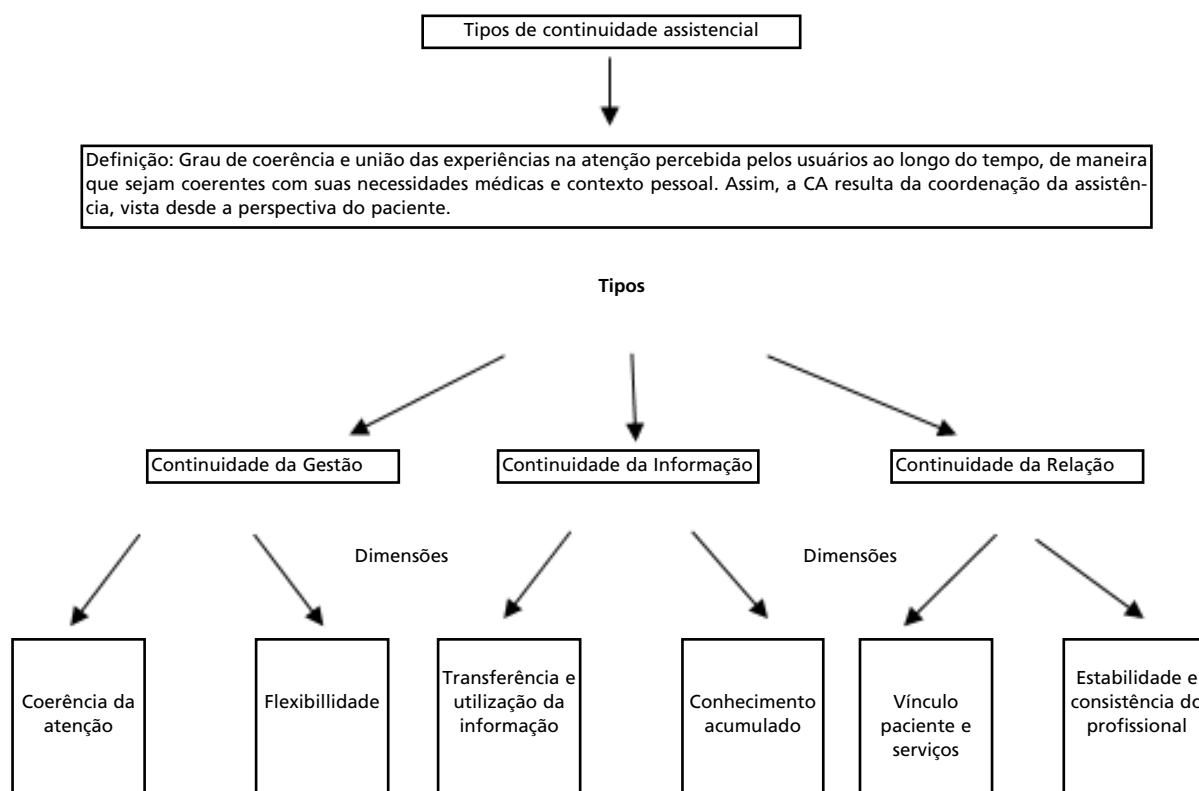 Tipos de continuidade assistencial
Definição: Grau de coerência e união das experiências na atenção percebida pelos usuários ao longo do tempo, de maneira
que sejam coerentes com suas necessidades médicas e contexto pessoal. Assim, a CA resulta da coordenação da assistên-
cia, vista desde a perspectiva do paciente.
Tipos
Continuidade da Gestão
Continuidade da Informação
Continuidade da Relação
Dimensões
Dimensões
Coerência da
atenção
Flexibillidade
Transferência e
utilização da
informação
Conhecimento
acumulado
Vínculo
paciente e
serviços
Estabilidade e
consistência do
profissional